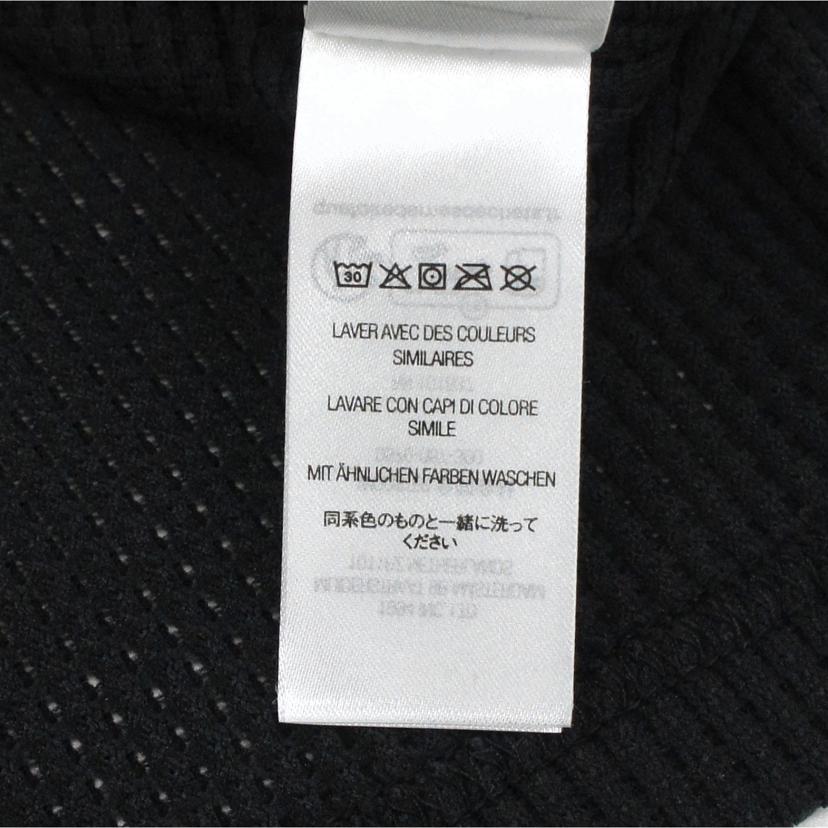 30
LAVER AVEC DES COULEURS
SIMILAIRES
LAVARE CON CAPI DI COLORE
SIMILE
MIT ÄHNLICHEN FARBEN WASCHEN
同系色のものと一緒に洗って
ください